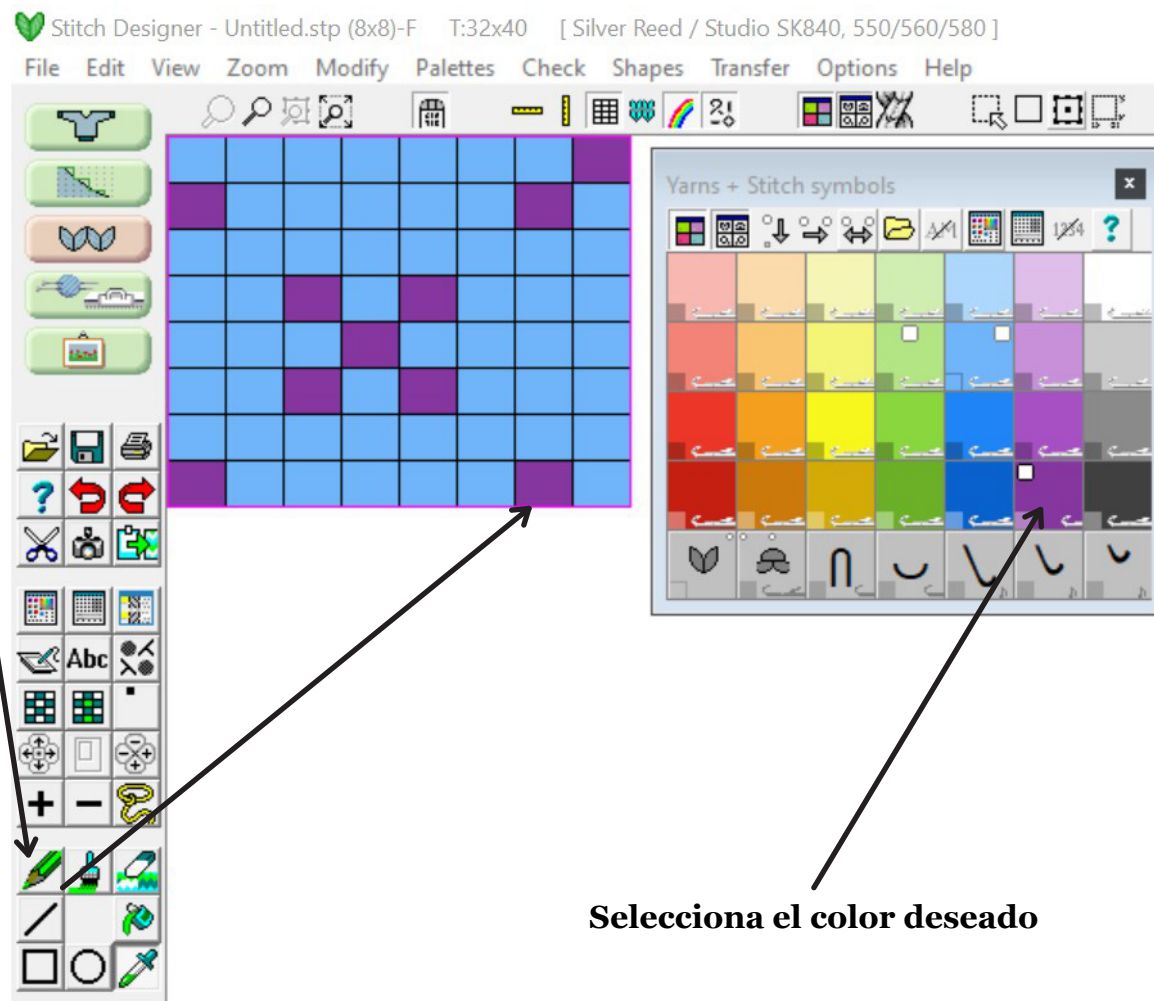 Stitch Designer - Untitled.stp (8x8)-F T:32x40 [ Silver Reed / Studio SK840, 550/560/580 ]
File Edit View Zoom Modify Palettes Check Shapes Transfer Options Help
Yarns + Stitch symbols
1234
Abc
Selecciona el color deseado